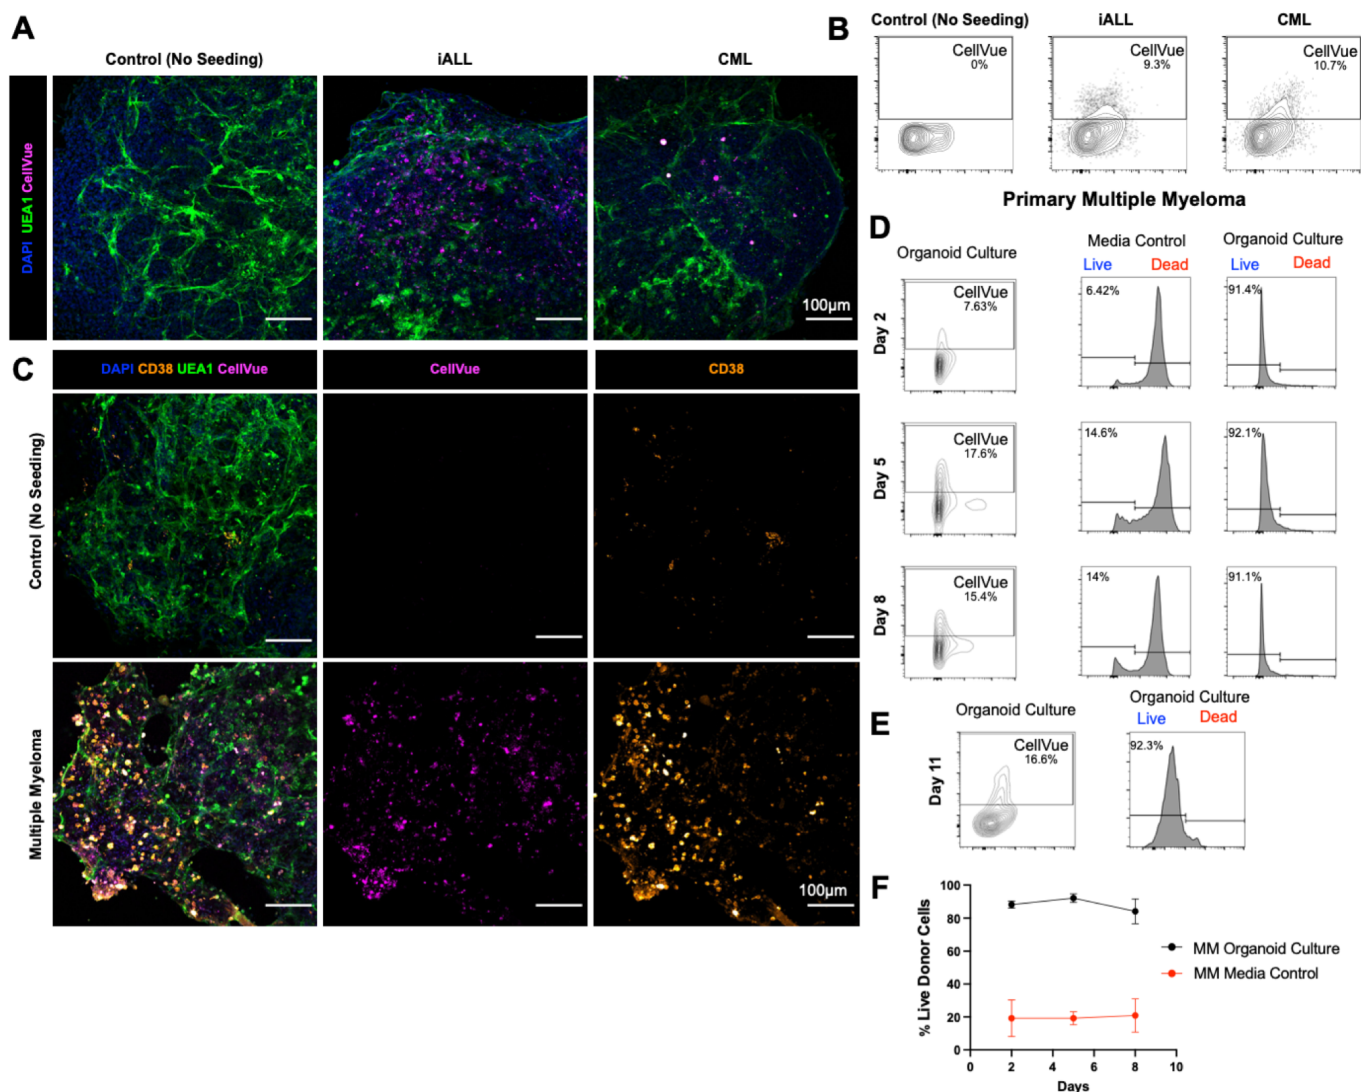 A
Control (No Seeding)
iALL
CML
DAPI UEA1 CellVue
100µm
B
Control (No Seeding)
iALL
CML
CellVue
0%
CellVue
9.3%
CellVue
10.7%
Primary Multiple Myeloma
C
DAPI CD38 UEA1 CellVue
CellVue
CD38
Control (No Seeding)
Multiple Myeloma
100µm
D
Organoid Culture
Media Control
Live Dead
Organoid Culture
Live Dead
Day 2
CellVue
7.63%
6.42%
91.4%
Day 5
CellVue
17.6%
14.6%
92.1%
Day 8
CellVue
15.4%
14%
91.1%
E
Organoid Culture
Organoid Culture
Live Dead
Day 11
CellVue
16.6%
92.3%
F
% Live Donor Cells
100
80
60
40
20
0
0 2 4 6 8 10
Days
MM Organoid Culture
MM Media Control